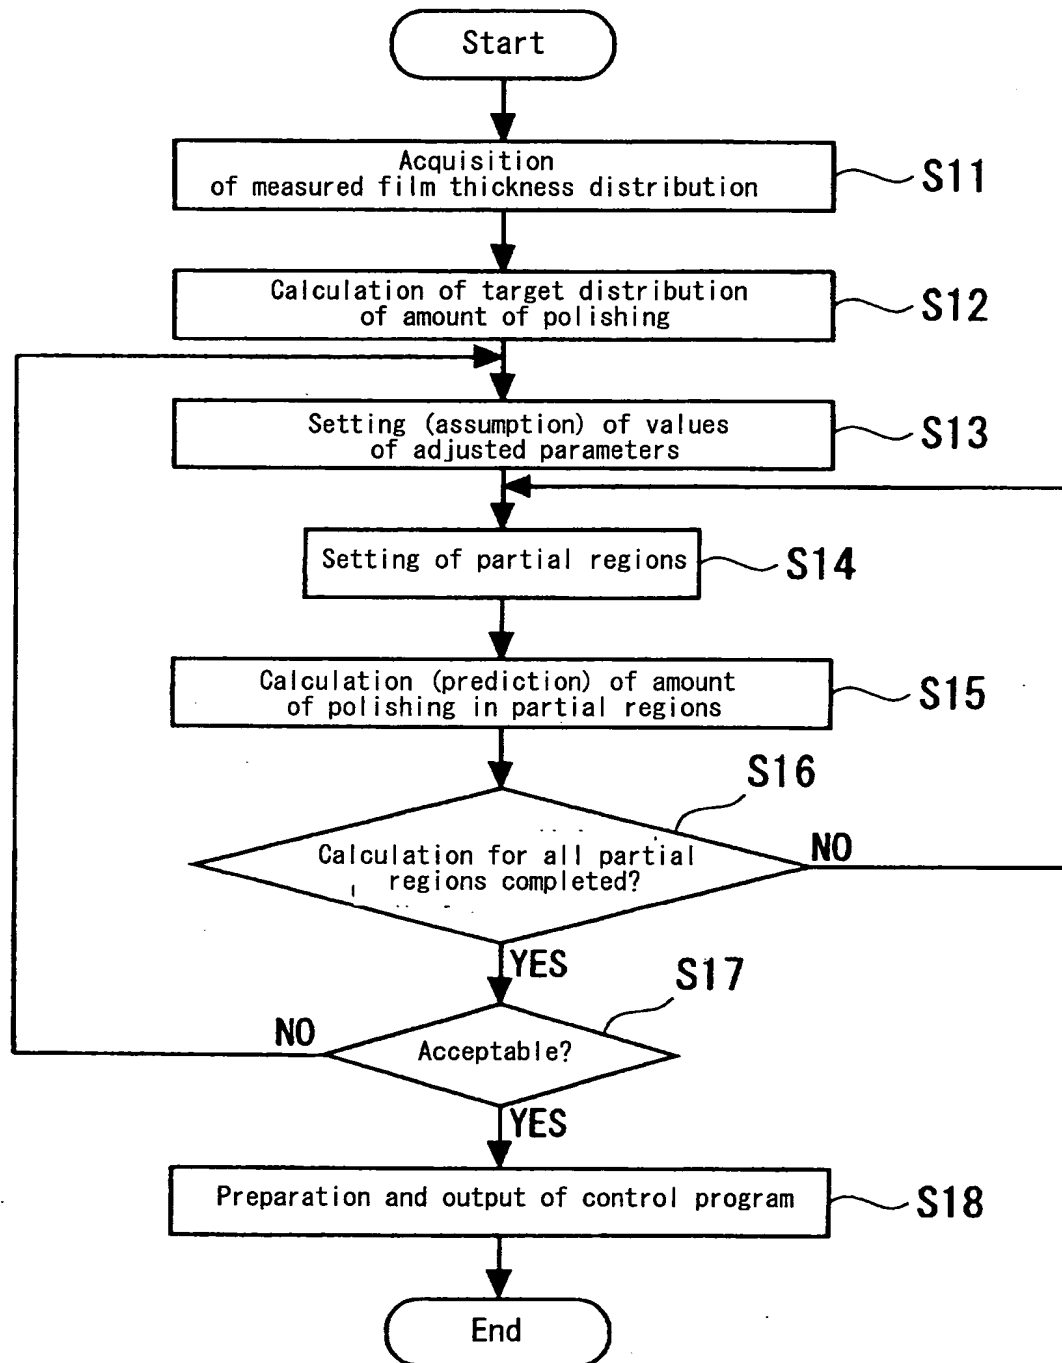 Start
Acquisition
of measured film thickness distribution
S11
Calculation of target distribution
of amount of polishing
S12
Setting (assumption) of values
of adjusted parameters
S13
Setting of partial regions
S14
Calculation (prediction) of amount
of polishing in partial regions
S15
S16
Calculation for all partial
regions completed?
NO
YES
S17
NO
Acceptable?
YES
Preparation and output of control program
S18
End